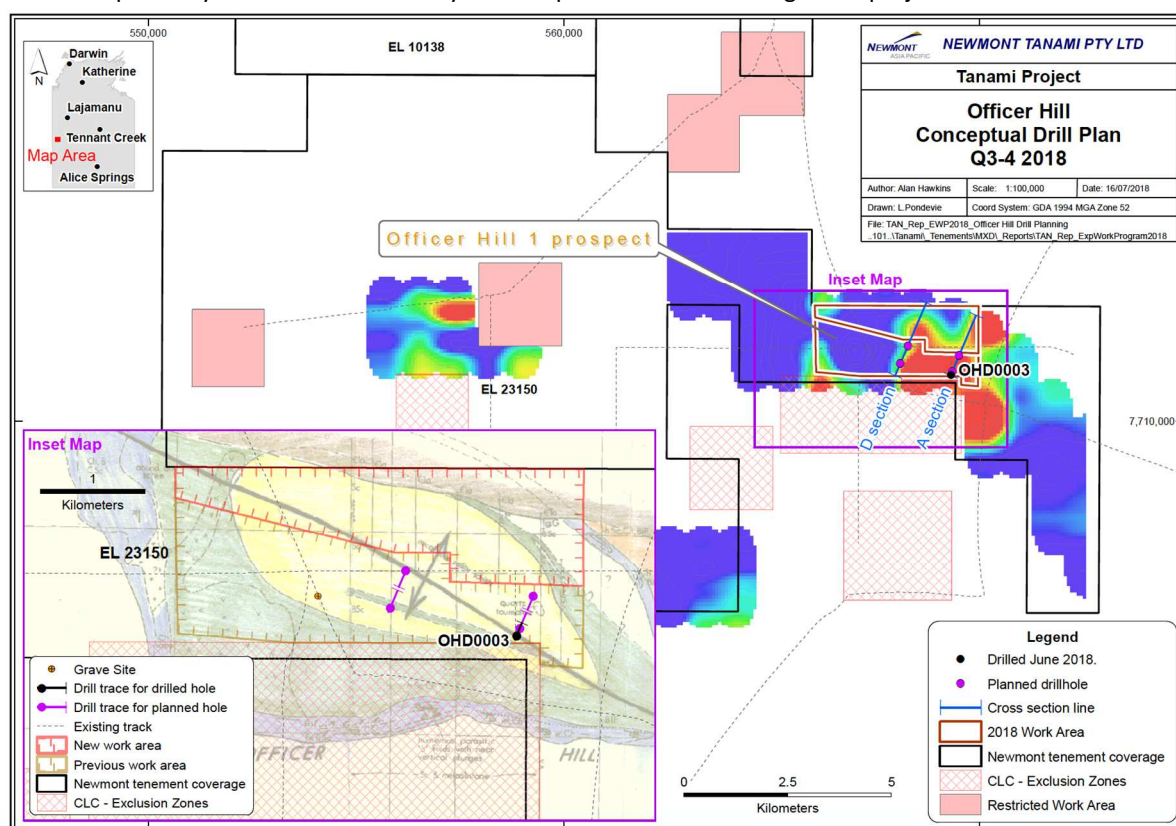 550,000
560,000
EL 10138
Darwin
Katherine
N
Lajamanu
Tennant Creek
Map Area
Alice Springs
NEWMONT
ASIA PACIFIC
NEWMONT TANAMI PTY LTD
Tanami Project
Officer Hill
Conceptual Drill Plan
Q3-4 2018
Author: Alan Hawkins
Scale: 1:100,000
Date: 16/07/2018
Drawn: L.Pondevie
Coord System: GDA 1994 MGA Zone 52
File: TAN_Rep_EWP2018_Officer Hill Drill Planning
..101..\Tanami\_Tenements\MXD\_Reports\TAN_Rep_ExpWorkProgram2018
Officer Hill 1 prospect
Inset Map
OHD0003
EL 23150
D section
A section
7,710,000
Inset Map
1
Kilometers
EL 23150
OHD0003
OFFICER
HILL
Grave Site
Drill trace for drilled hole
Drill trace for planned hole
Existing track
New work area
Previous work area
Newmont tenement coverage
CLC - Exclusion Zones
0 2.5 5
Kilometers
Legend
Drilled June 2018.
Planned drillhole
Cross section line
2018 Work Area
Newmont tenement coverage
CLC - Exclusion Zones
Restricted Work Area